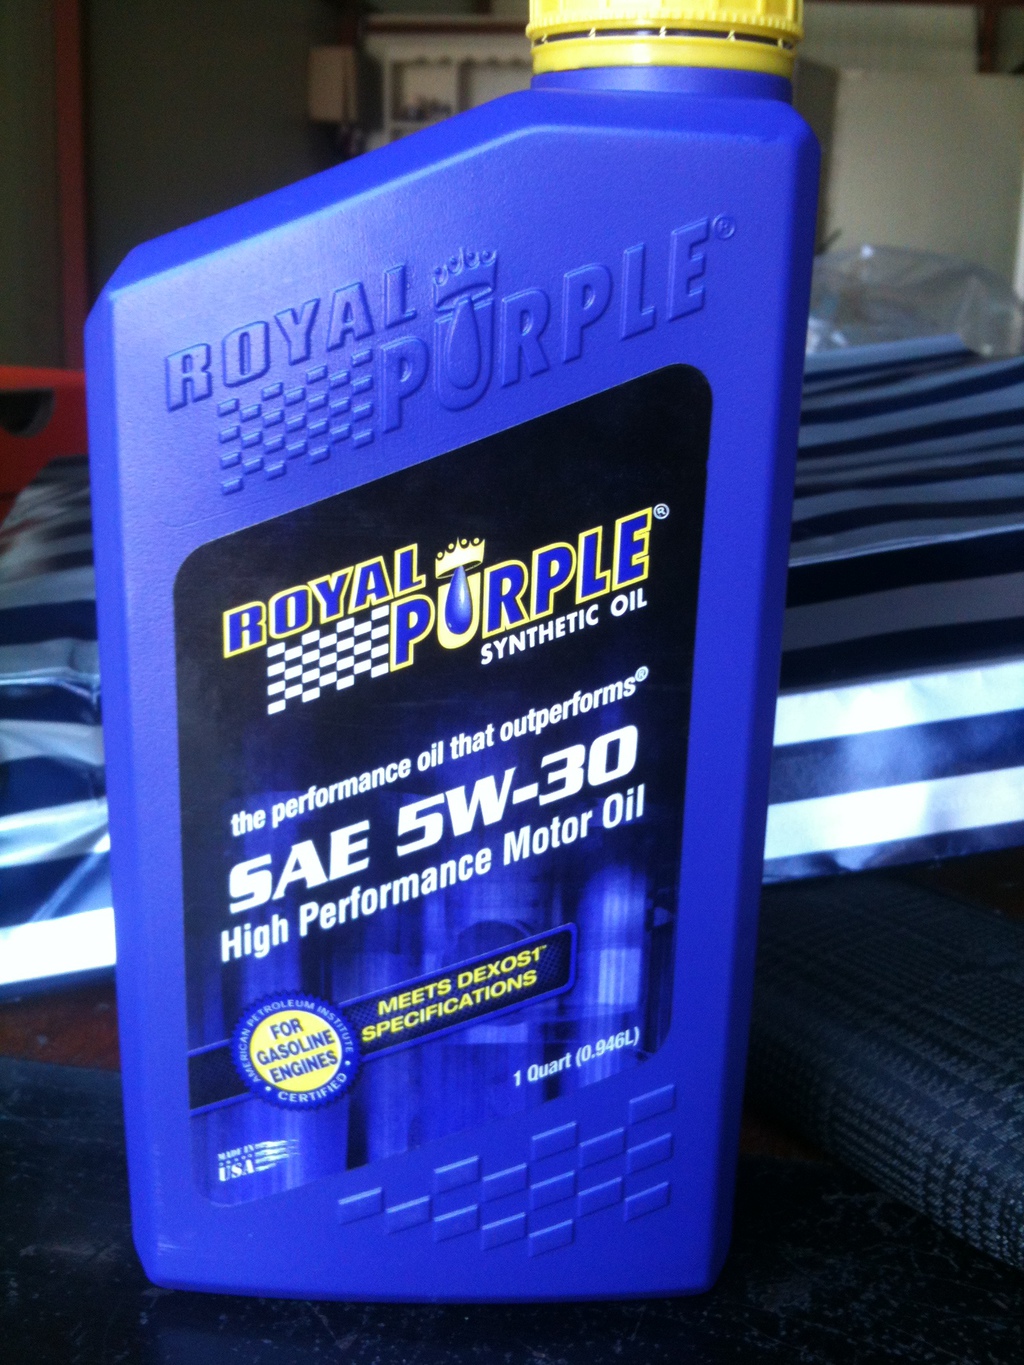 ROYAL
PURPLE®
ROYAL
PURPLE®
SYNTHETIC OIL
the performance oil that outperforms®
SAE 5W-30
High Performance Motor Oil
MEETS DEXOS1™
SPECIFICATIONS
AMERICAN PETROLEUM INSTITUTE
FOR
GASOLINE
ENGINES
• CERTIFIED •
1 Quart (0.946L)
MADE IN
USA